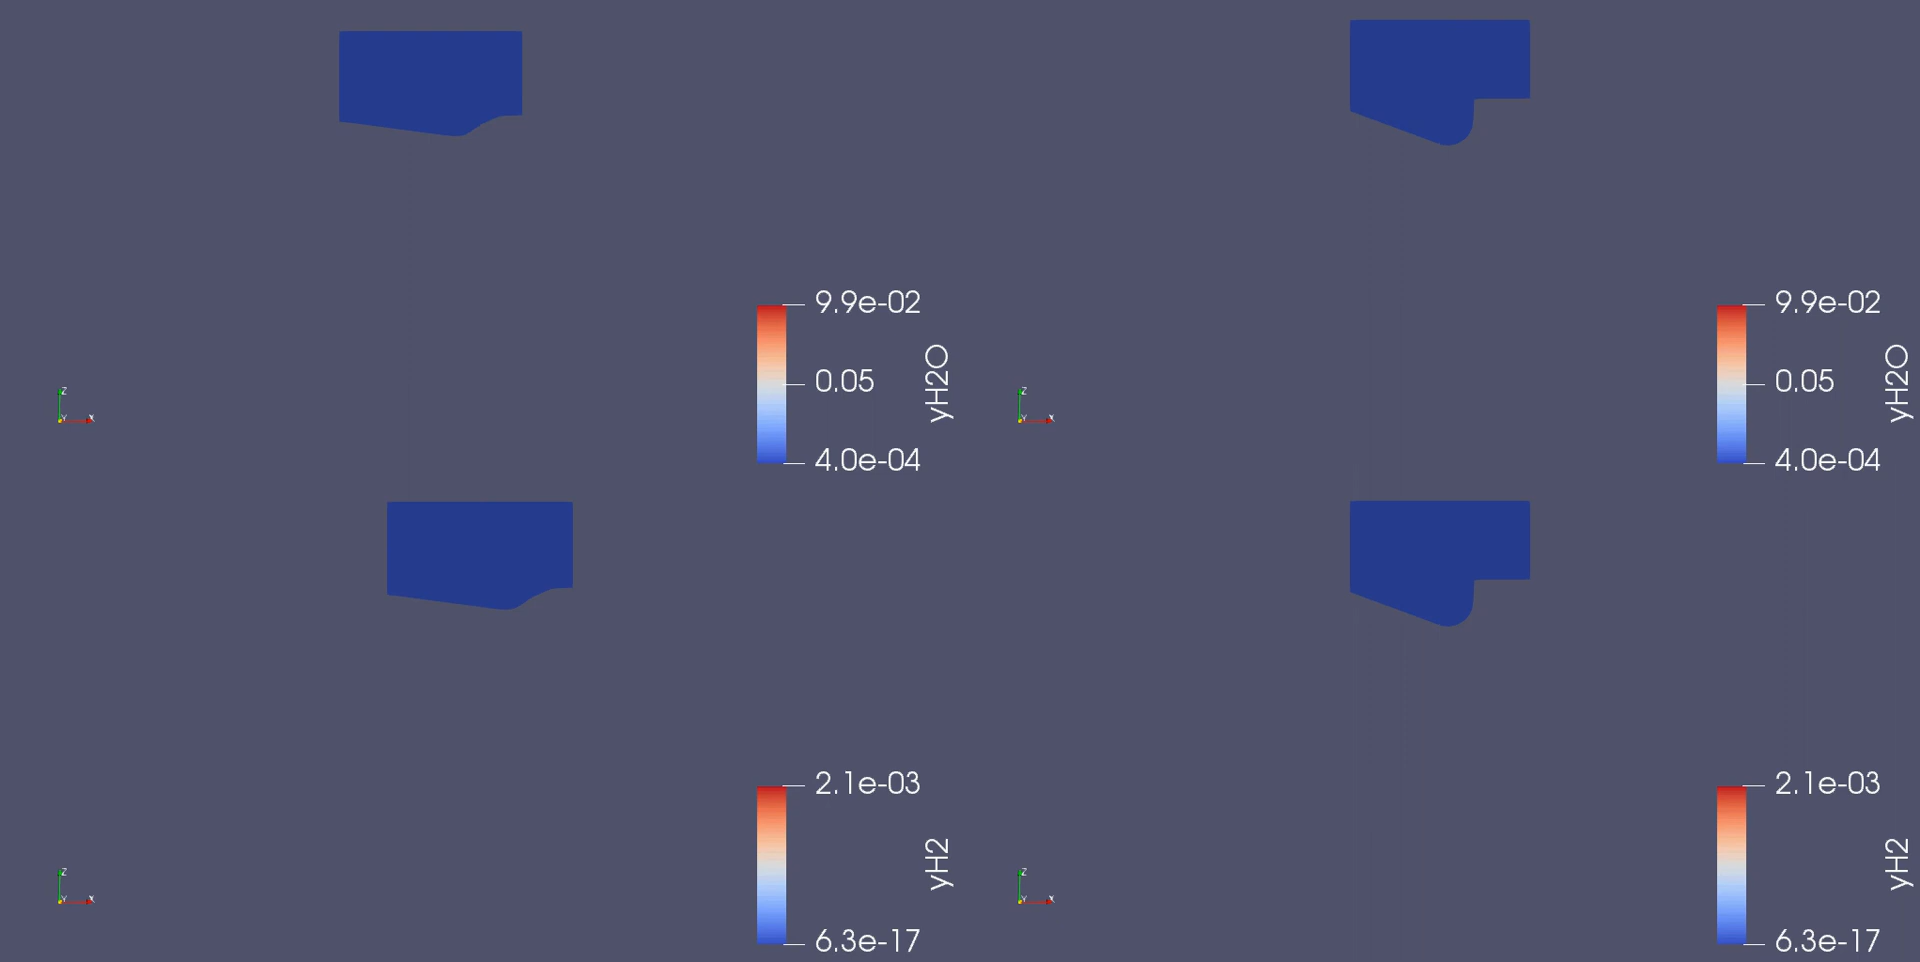 9.9e-02
0.05
4.0e-04
yH2O
Z
Y
X
9.9e-02
0.05
4.0e-04
yH2O
Z
Y
X
2.1e-03
6.3e-17
yH2
Z
Y
X
2.1e-03
6.3e-17
yH2
Z
Y
X